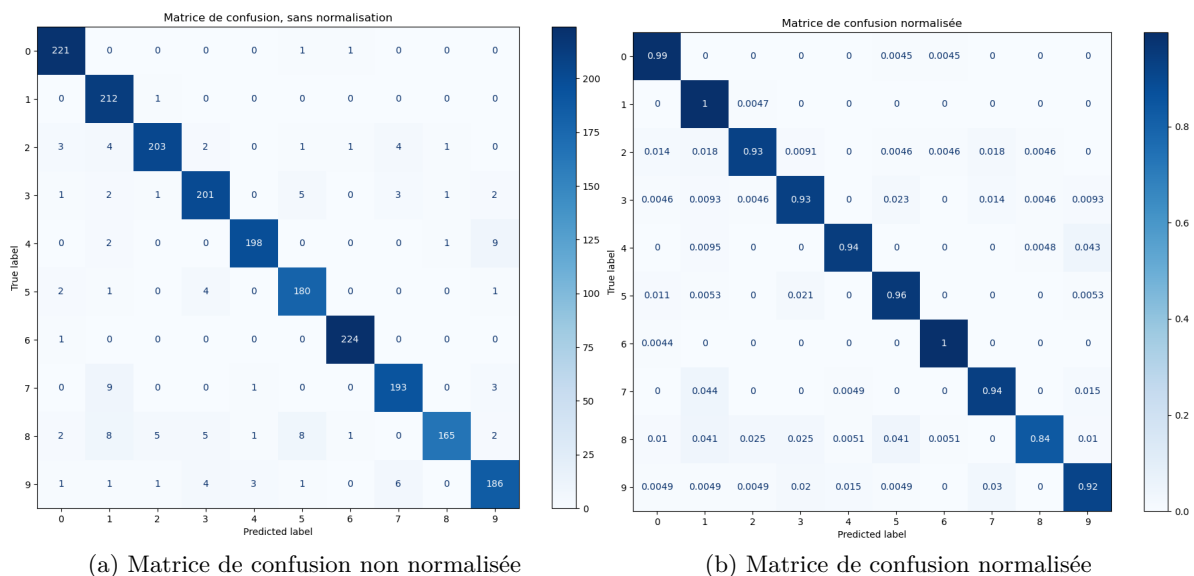 Matrice de confusion, sans normalisation
0 221 0 0 0 0 1 1 0 0 0
1 0 212 1 0 0 0 0 0 0 0
2 3 4 203 2 0 1 1 4 1 0
3 1 2 1 201 0 5 0 3 1 2
4 0 2 0 0 198 0 0 0 1 9
5 2 1 0 4 0 180 0 0 0 1
6 1 0 0 0 0 0 224 0 0 0
7 0 9 0 0 1 0 0 193 0 3
8 2 8 5 5 1 8 1 0 165 2
9 1 1 1 4 3 1 0 6 0 186
0 1 2 3 4 5 6 7 8 9
Predicted label
True label
200
175
150
125
100
75
50
25
0
(a) Matrice de confusion non normalisée
Matrice de confusion normalisée
0 0.99 0 0 0 0 0.0045 0.0045 0 0 0
1 0 1 0.0047 0 0 0 0 0 0 0
2 0.014 0.018 0.93 0.0091 0 0.0046 0.0046 0.018 0.0046 0
3 0.0046 0.0093 0.0046 0.93 0 0.023 0 0.014 0.0046 0.0093
4 0 0.0095 0 0 0.94 0 0 0 0.0048 0.043
5 0.011 0.0053 0 0.021 0 0.96 0 0 0 0.0053
6 0.0044 0 0 0 0 0 1 0 0 0
7 0 0.044 0 0 0.0049 0 0 0.94 0 0.015
8 0.01 0.041 0.025 0.025 0.0051 0.041 0.0051 0 0.84 0.01
9 0.0049 0.0049 0.0049 0.02 0.015 0.0049 0 0.03 0 0.92
0 1 2 3 4 5 6 7 8 9
Predicted label
True label
0.8
0.6
0.4
0.2
0.0
(b) Matrice de confusion normalisée